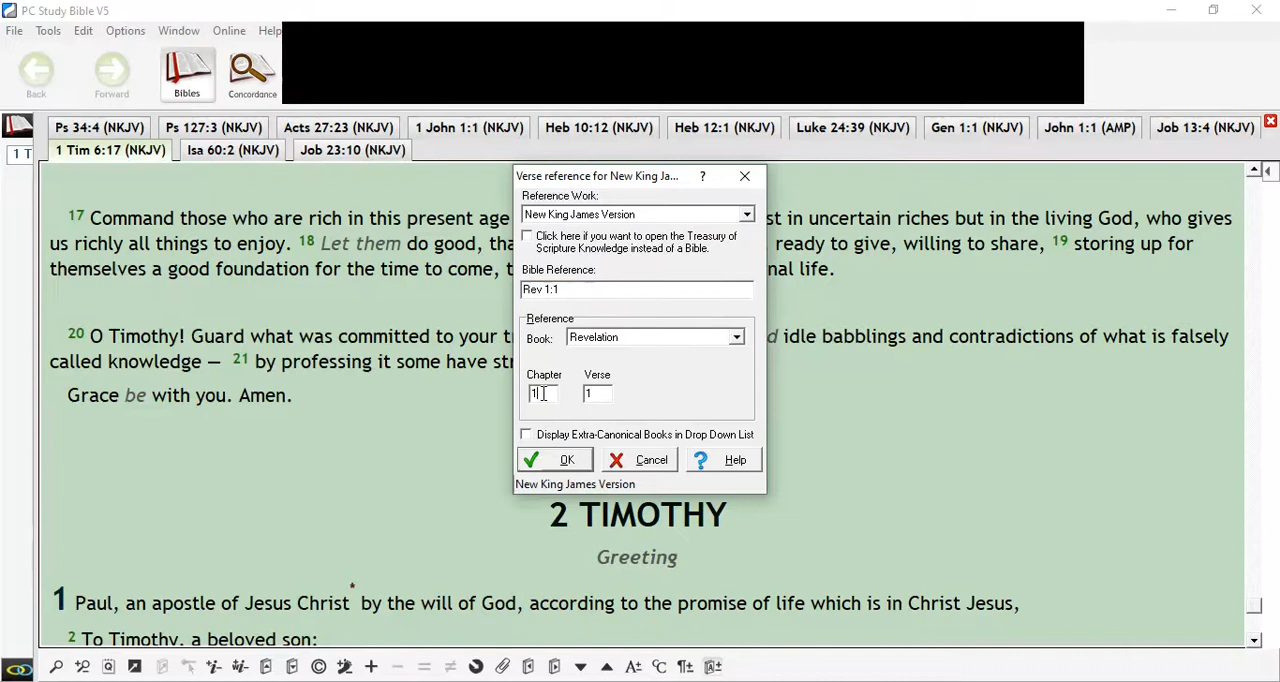 PC Study Bible V5
File Tools Edit Options Window Online Help
Back Forward Bibles Concordance
Ps 34:4 (NKJV) Ps 127:3 (NKJV) Acts 27:23 (NKJV) 1 John 1:1 (NKJV) Heb 10:12 (NKJV) Heb 12:1 (NKJV) Luke 24:39 (NKJV) Gen 1:1 (NKJV) John 1:1 (AMP) Job 13:4 (NKJV)
1 T 1 Tim 6:17 (NKJV) Isa 60:2 (NKJV) Job 23:10 (NKJV)
Verse reference for New King Ja... ?
Reference Work:
New King James Version
Click here if you want to open the Treasury of
Scripture Knowledge instead of a Bible.
Bible Reference:
Rev 1:1
Reference
Book: Revelation
Chapter Verse
1 1
Display Extra-Canonical Books in Drop Down List
OK Cancel ? Help
New King James Version
17 Command those who are rich in this present age st in uncertain riches but in the living God, who gives
us richly all things to enjoy. 18 Let them do good, tha ready to give, willing to share, 19 storing up for
themselves a good foundation for the time to come, t nal life.
20 O Timothy! Guard what was committed to your tr d idle babblings and contradictions of what is falsely
called knowledge — 21 by professing it some have str
Grace be with you. Amen.
2 TIMOTHY
Greeting
1 Paul, an apostle of Jesus Christ * by the will of God, according to the promise of life which is in Christ Jesus,
2 To Timothy, a beloved son: